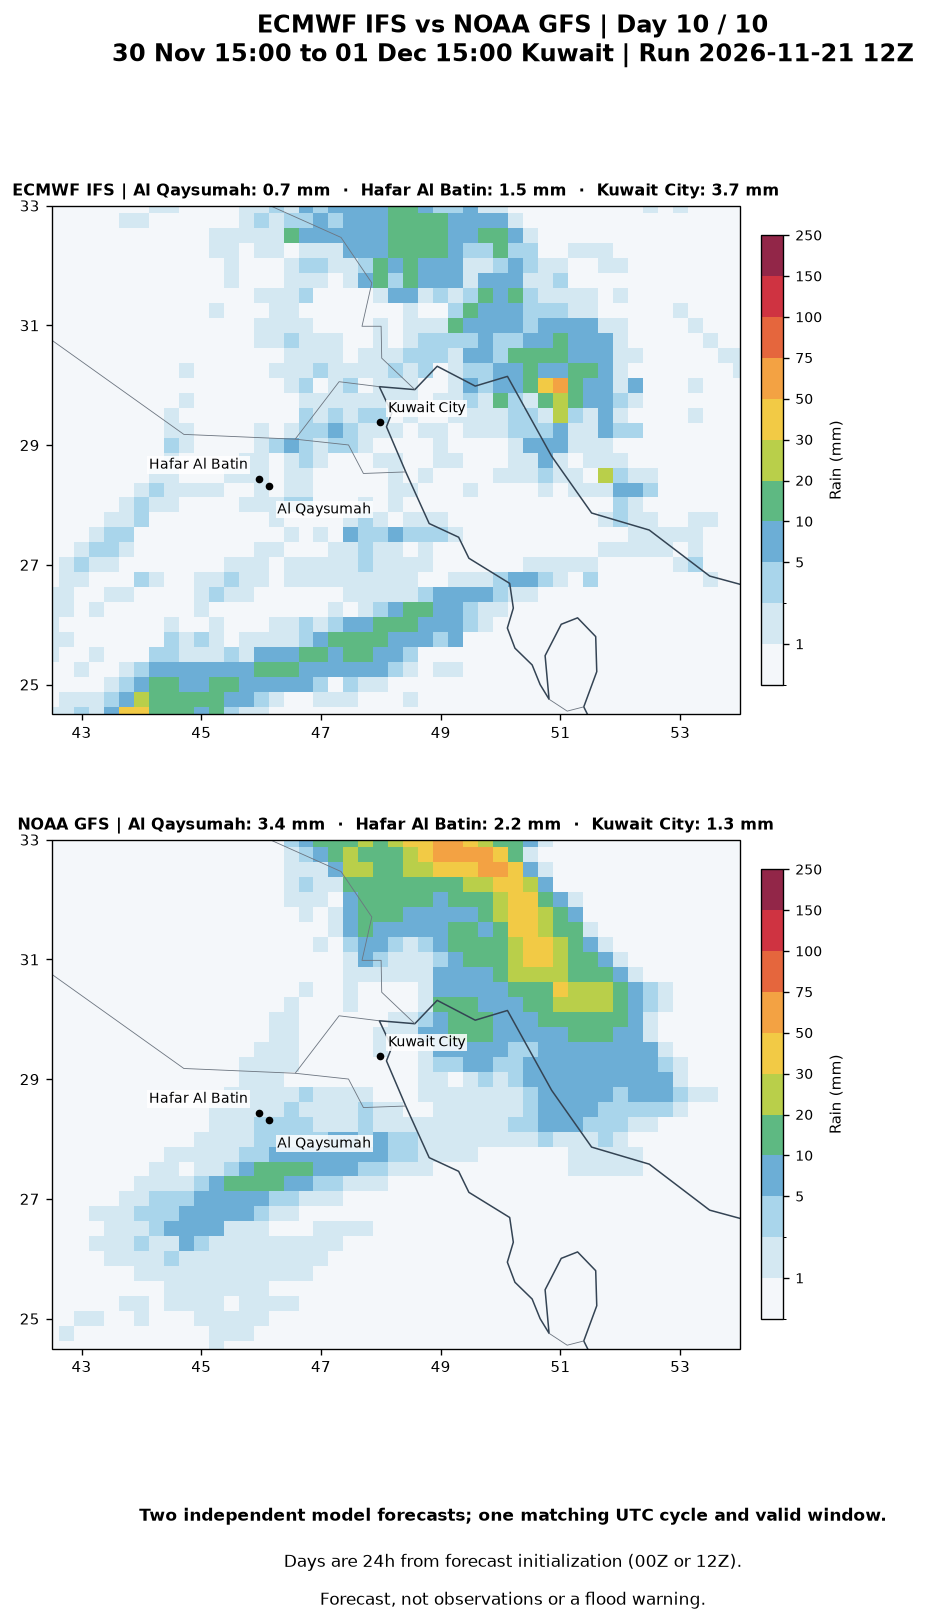 ECMWF IFS vs NOAA GFS | Day 10 / 10
30 Nov 15:00 to 01 Dec 15:00 Kuwait | Run 2026-11-21 12Z
ECMWF IFS | Al Qaysumah: 0.7 mm · Hafar Al Batin: 1.5 mm · Kuwait City: 3.7 mm
33
31
29
27
25
43
45
47
49
51
53
Kuwait City
Hafar Al Batin
Al Qaysumah
250
150
100
75
50
30
20
10
5
1
Rain (mm)
NOAA GFS | Al Qaysumah: 3.4 mm · Hafar Al Batin: 2.2 mm · Kuwait City: 1.3 mm
33
31
29
27
25
43
45
47
49
51
53
Kuwait City
Hafar Al Batin
Al Qaysumah
250
150
100
75
50
30
20
10
5
1
Rain (mm)
Two independent model forecasts; one matching UTC cycle and valid window.
Days are 24h from forecast initialization (00Z or 12Z).
Forecast, not observations or a flood warning.